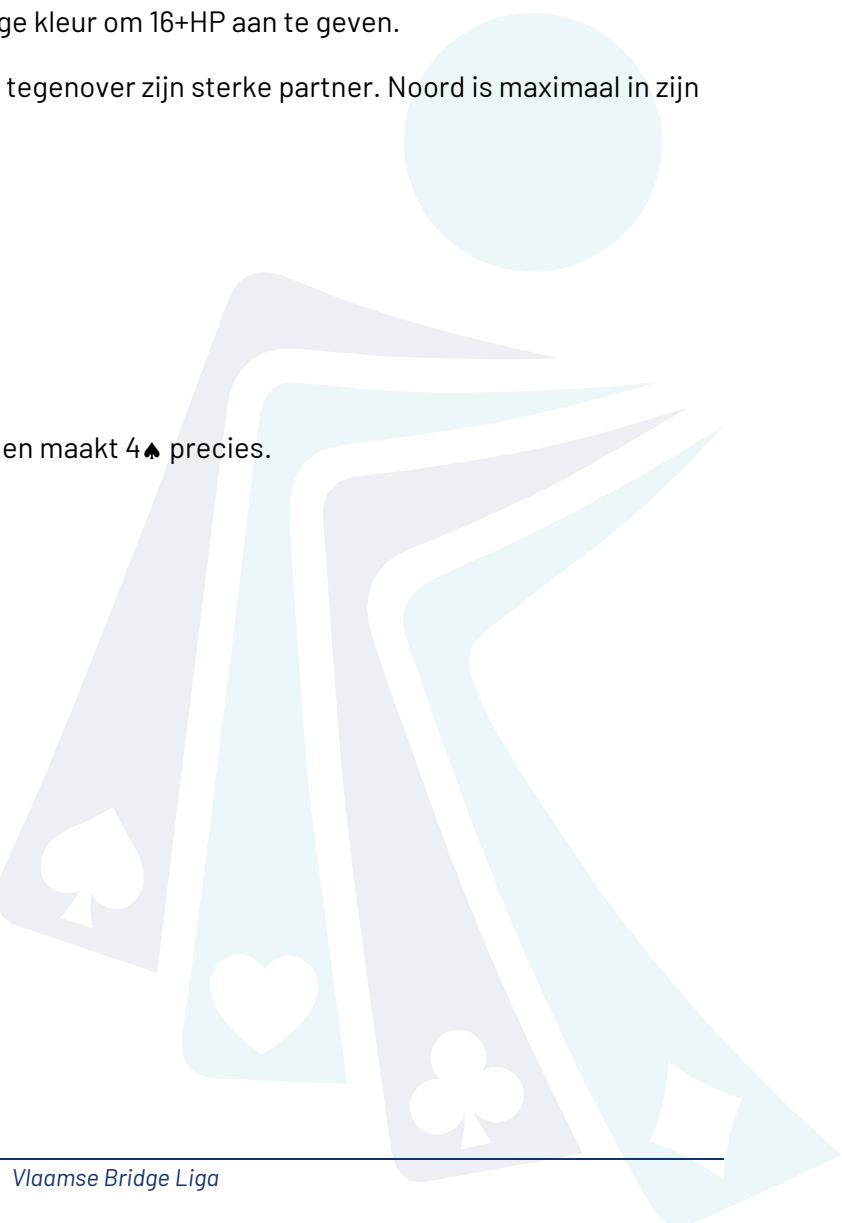 ge kleur om 16+HP aan te geven.
tegenover zijn sterke partner. Noord is maximaal in zijn
en maakt 4♠ precies.
Vlaamse Bridge Liga